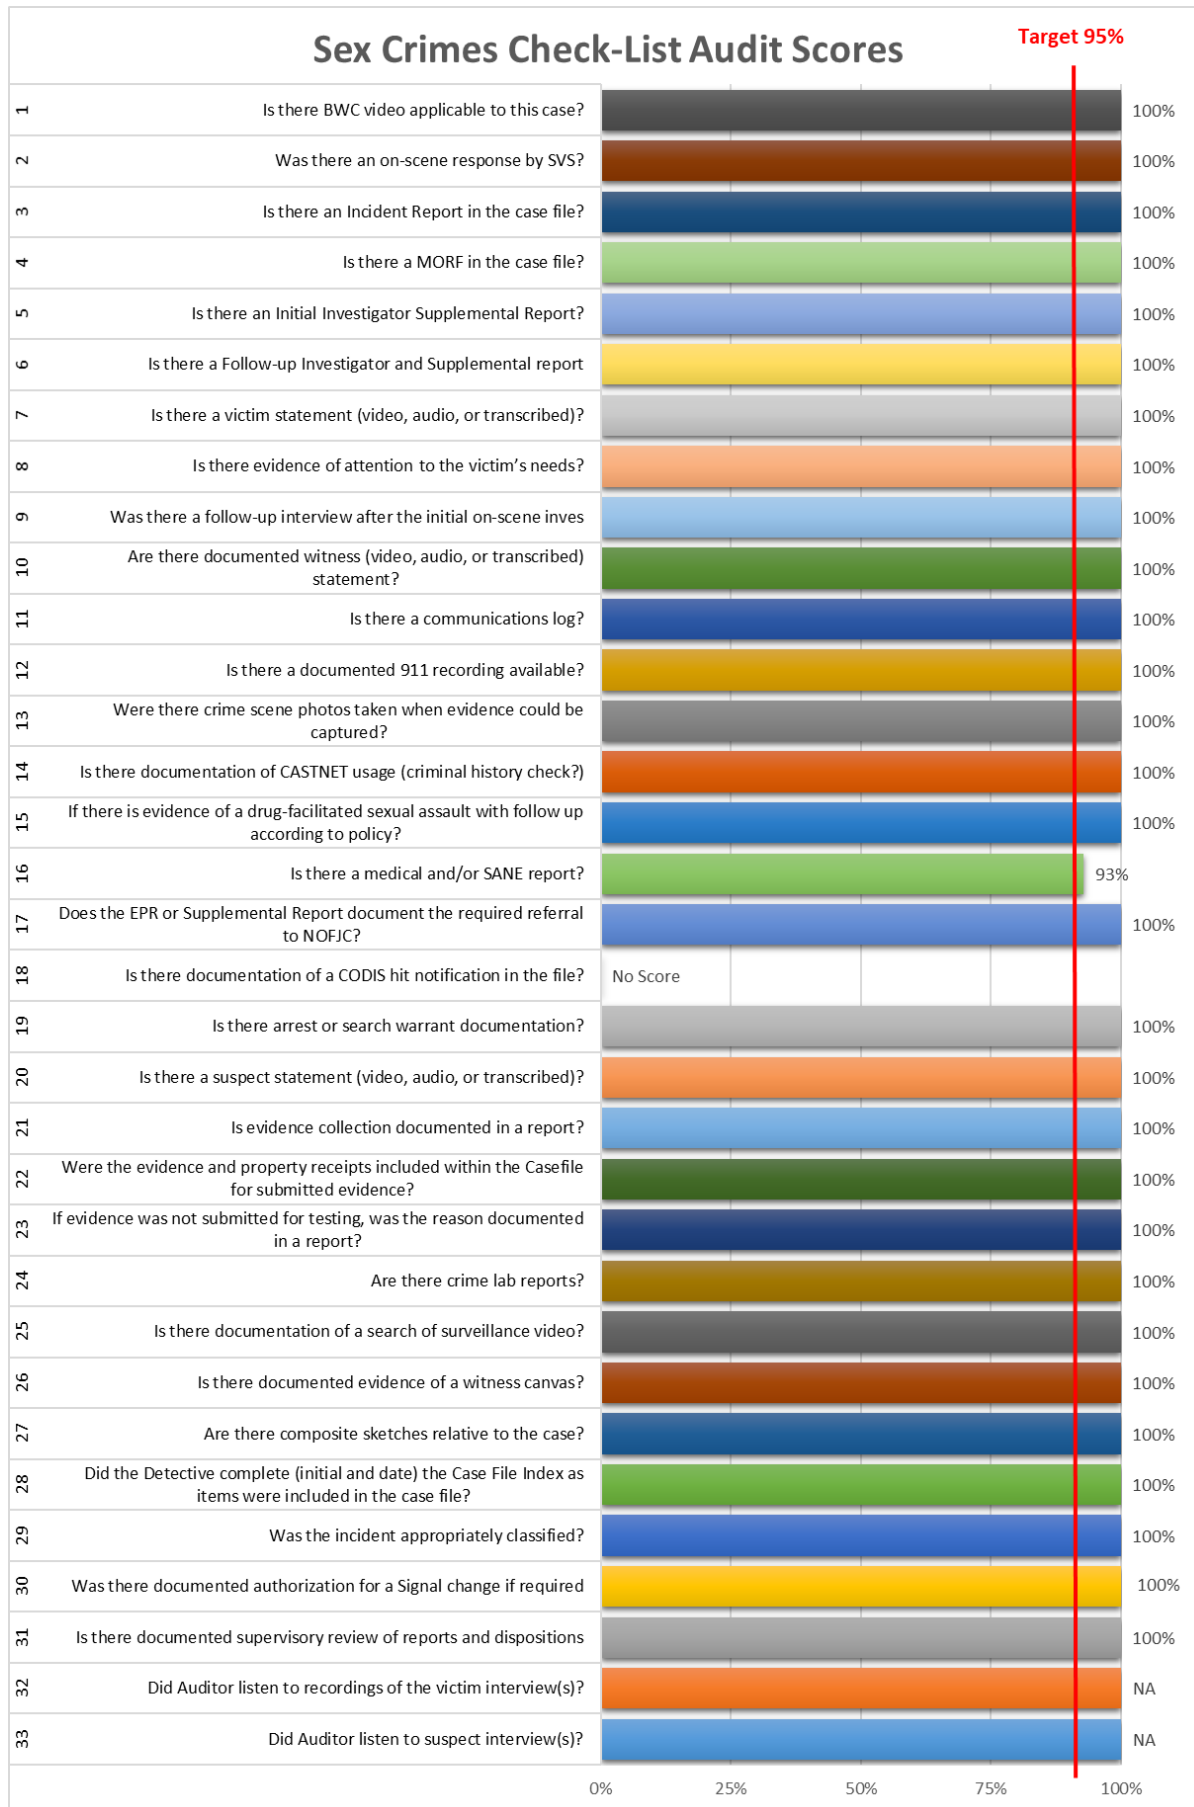 Sex Crimes Check-List Audit Scores
Target 95%
1 Is there BWC video applicable to this case? 100%
2 Was there an on-scene response by SVS? 100%
3 Is there an Incident Report in the case file? 100%
4 Is there a MORF in the case file? 100%
5 Is there an Initial Investigator Supplemental Report? 100%
6 Is there a Follow-up Investigator and Supplemental report 100%
7 Is there a victim statement (video, audio, or transcribed)? 100%
8 Is there evidence of attention to the victim’s needs? 100%
9 Was there a follow-up interview after the initial on-scene inves 100%
10 Are there documented witness (video, audio, or transcribed)
statement? 100%
11 Is there a communications log? 100%
12 Is there a documented 911 recording available? 100%
13 Were there crime scene photos taken when evidence could be
captured? 100%
14 Is there documentation of CASTNET usage (criminal history check?) 100%
15 If there is evidence of a drug-facilitated sexual assault with follow up
according to policy? 100%
16 Is there a medical and/or SANE report? 93%
17 Does the EPR or Supplemental Report document the required referral
to NOFJC? 100%
18 Is there documentation of a CODIS hit notification in the file? No Score
19 Is there arrest or search warrant documentation? 100%
20 Is there a suspect statement (video, audio, or transcribed)? 100%
21 Is evidence collection documented in a report? 100%
22 Were the evidence and property receipts included within the Casefile
for submitted evidence? 100%
23 If evidence was not submitted for testing, was the reason documented
in a report? 100%
24 Are there crime lab reports? 100%
25 Is there documentation of a search of surveillance video? 100%
26 Is there documented evidence of a witness canvas? 100%
27 Are there composite sketches relative to the case? 100%
28 Did the Detective complete (initial and date) the Case File Index as
items were included in the case file? 100%
29 Was the incident appropriately classified? 100%
30 Was there documented authorization for a Signal change if required 100%
31 Is there documented supervisory review of reports and dispositions 100%
32 Did Auditor listen to recordings of the victim interview(s)? NA
33 Did Auditor listen to suspect interview(s)? NA
0% 25% 50% 75% 100%